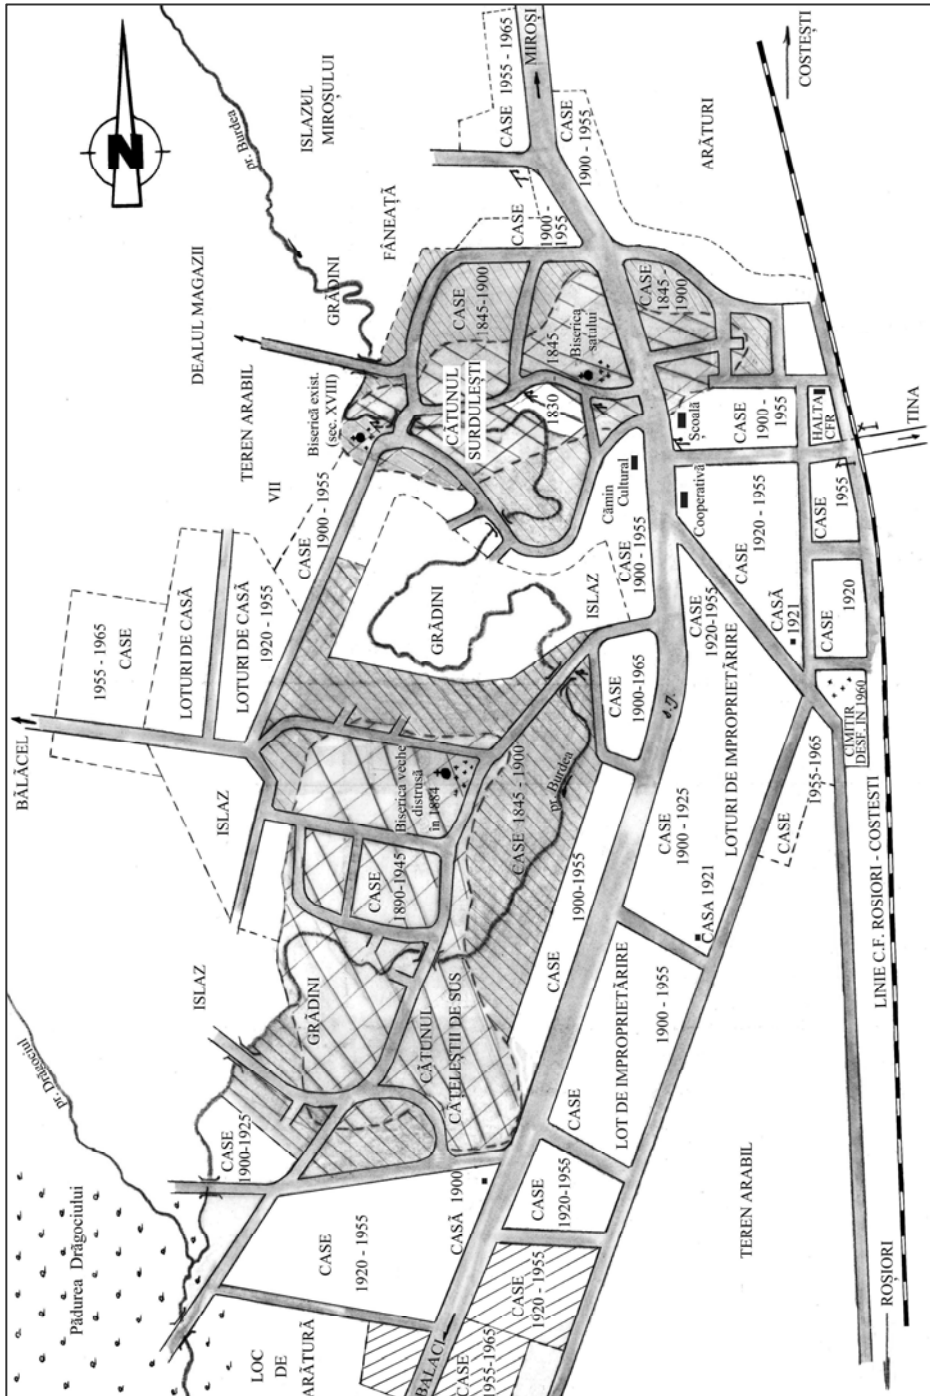 N
pr. Burdea
ISLAZUL
MIROȘULUI
CASE 1955 - 1965
MIROȘI
CASE
1900 - 1955
ARĂTURI
COSTEȘTI
FÂNEAȚĂ
CASE
1900 -
1955
DEALUL MAGAZII
GRĂDINI
CASE
1845-1900
1845
Biserica
satului
CASE
1845 -
1900
TEREN ARABIL
VII
Biserică exist.
(sec. XVIII)
CĂTUNUL
SURDULEȘTI
1830
Școală
CASE
1900 -
1955
HALTA
CFR
TINA
CASE 1900 - 1955
Cămin
Cultural
Cooperativă
CASE
1920 - 1955
CASE
1955
1955 - 1965
CASE
LOTURI DE CASĂ
LOTURI DE CASĂ
1920 - 1955
GRĂDINI
ISLAZ
CASE
1900 - 1955
CASE
1920-1955
CASĂ
1921
CASE
1920
BĂLĂCEL
CASE
1900-1965
LOTURI DE IMPROPRIETĂRIRE
CIMITIR
DESF. IN 1960
ISLAZ
Biserica veche
distrusă
în 1884
CASE 1845 - 1900
pr. Burdea
CASE
1900 - 1925
CASE
1955-1965
CASE
1890-1945
1900-1955
CASA 1921
ISLAZ
GRĂDINI
CĂTUNUL
CĂȚELEȘTII DE SUS
CASE
LOT DE IMPROPRIETĂRIRE
1900 - 1955
LINIE C.F. ROSIORI - COSTESTI
pr. Drăgociul
CASE
1900-1925
CASE
Pădurea Drăgociului
CASE
1920 - 1955
CASĂ 1900
CASE
1920-1955
TEREN ARABIL
LOC
DE
ARĂTURĂ
BALACI
CASE
1920 - 1955
CASE
1955-1965
ROȘIORI